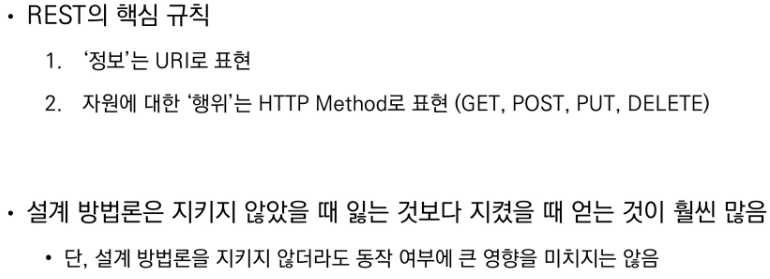 • REST의 핵심 규칙
1. ‘정보’는 URI로 표현
2. 자원에 대한 ‘행위’는 HTTP Method로 표현 (GET, POST, PUT, DELETE)
• 설계 방법론은 지키지 않았을 때 잃는 것보다 지켰을 때 얻는 것이 훨씬 많음
• 단, 설계 방법론을 지키지 않더라도 동작 여부에 큰 영향을 미치지는 않음